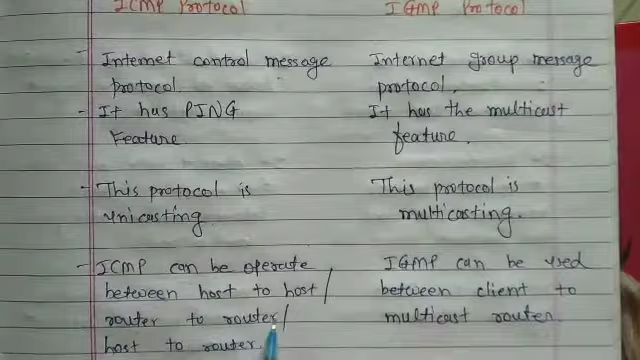 ICMP Protocol
IGMP Protocol
- Internet control message
protocol.
- It has PING
Feature.
- This protocol is
Unicasting.
- ICMP can be operate
between host to host/
router to router/
host to router.
Internet group message
protocol.
It has the multicast
feature.
This protocol is
multicasting.
IGMP can be used
between client to
multicast router.